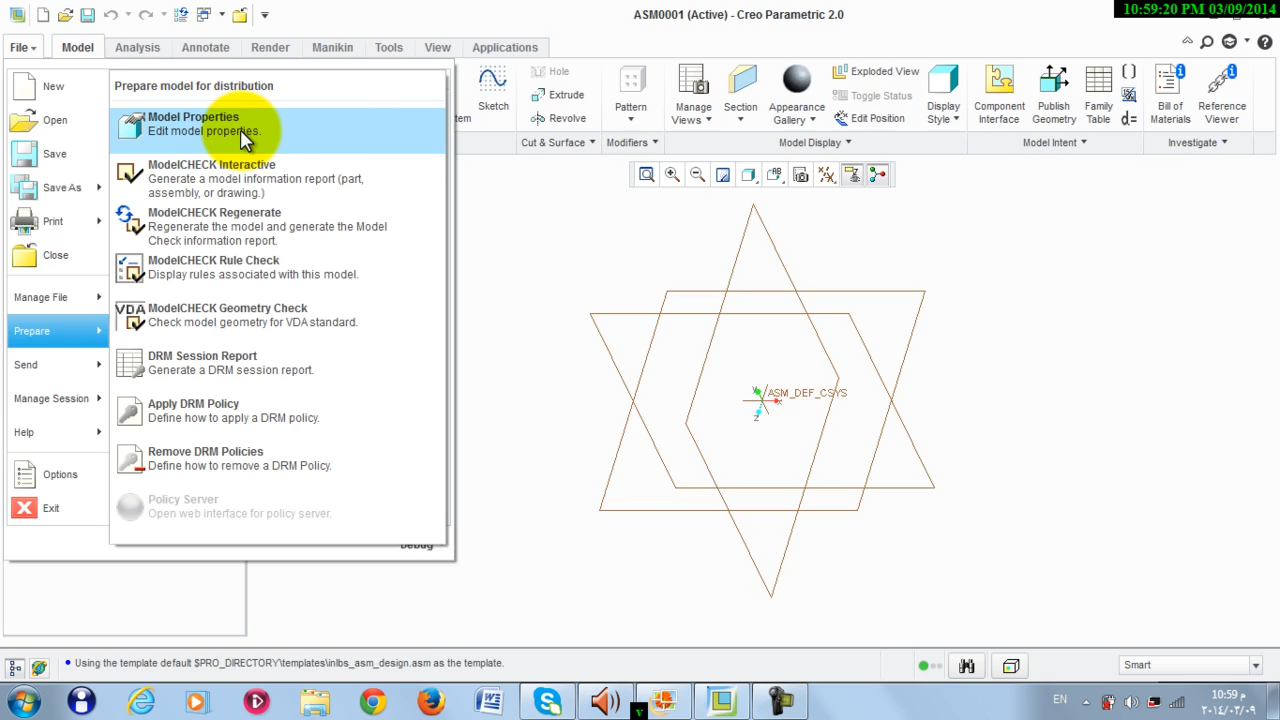 ASM0001 (Active) - Creo Parametric 2.0
10:59:20 PM 03/09/2014
File
Model
Analysis
Annotate
Render
Manikin
Tools
View
Applications
New
Open
Save
Save As
Print
Close
Manage File
Prepare
Send
Manage Session
Help
Options
Exit
Prepare model for distribution
Model Properties
Edit model properties.
ModelCHECK Interactive
Generate a model information report (part,
assembly, or drawing.)
ModelCHECK Regenerate
Regenerate the model and generate the Model
Check information report.
ModelCHECK Rule Check
Display rules associated with this model.
VDA
ModelCHECK Geometry Check
Check model geometry for VDA standard.
DRM Session Report
Generate a DRM session report.
Apply DRM Policy
Define how to apply a DRM policy.
Remove DRM Policies
Define how to remove a DRM Policy.
Policy Server
Open web interface for policy server.
Debug
tem
Sketch
Hole
Extrude
Revolve
Cut & Surface
Pattern
Modifiers
Manage
Views
Section
Appearance
Gallery
Exploded View
Toggle Status
Edit Position
Display
Style
Model Display
Component
Interface
Publish
Geometry
Family
Table
Model Intent
Bill of
Materials
Reference
Viewer
Investigate
ASM_DEF_CSYS
Y
X
Z
• Using the template default $PRO_DIRECTORY\templates\inlbs_asm_design.asm as the template.
Smart
EN
10:59 م
٢٠١٤/٠٣/٠٩